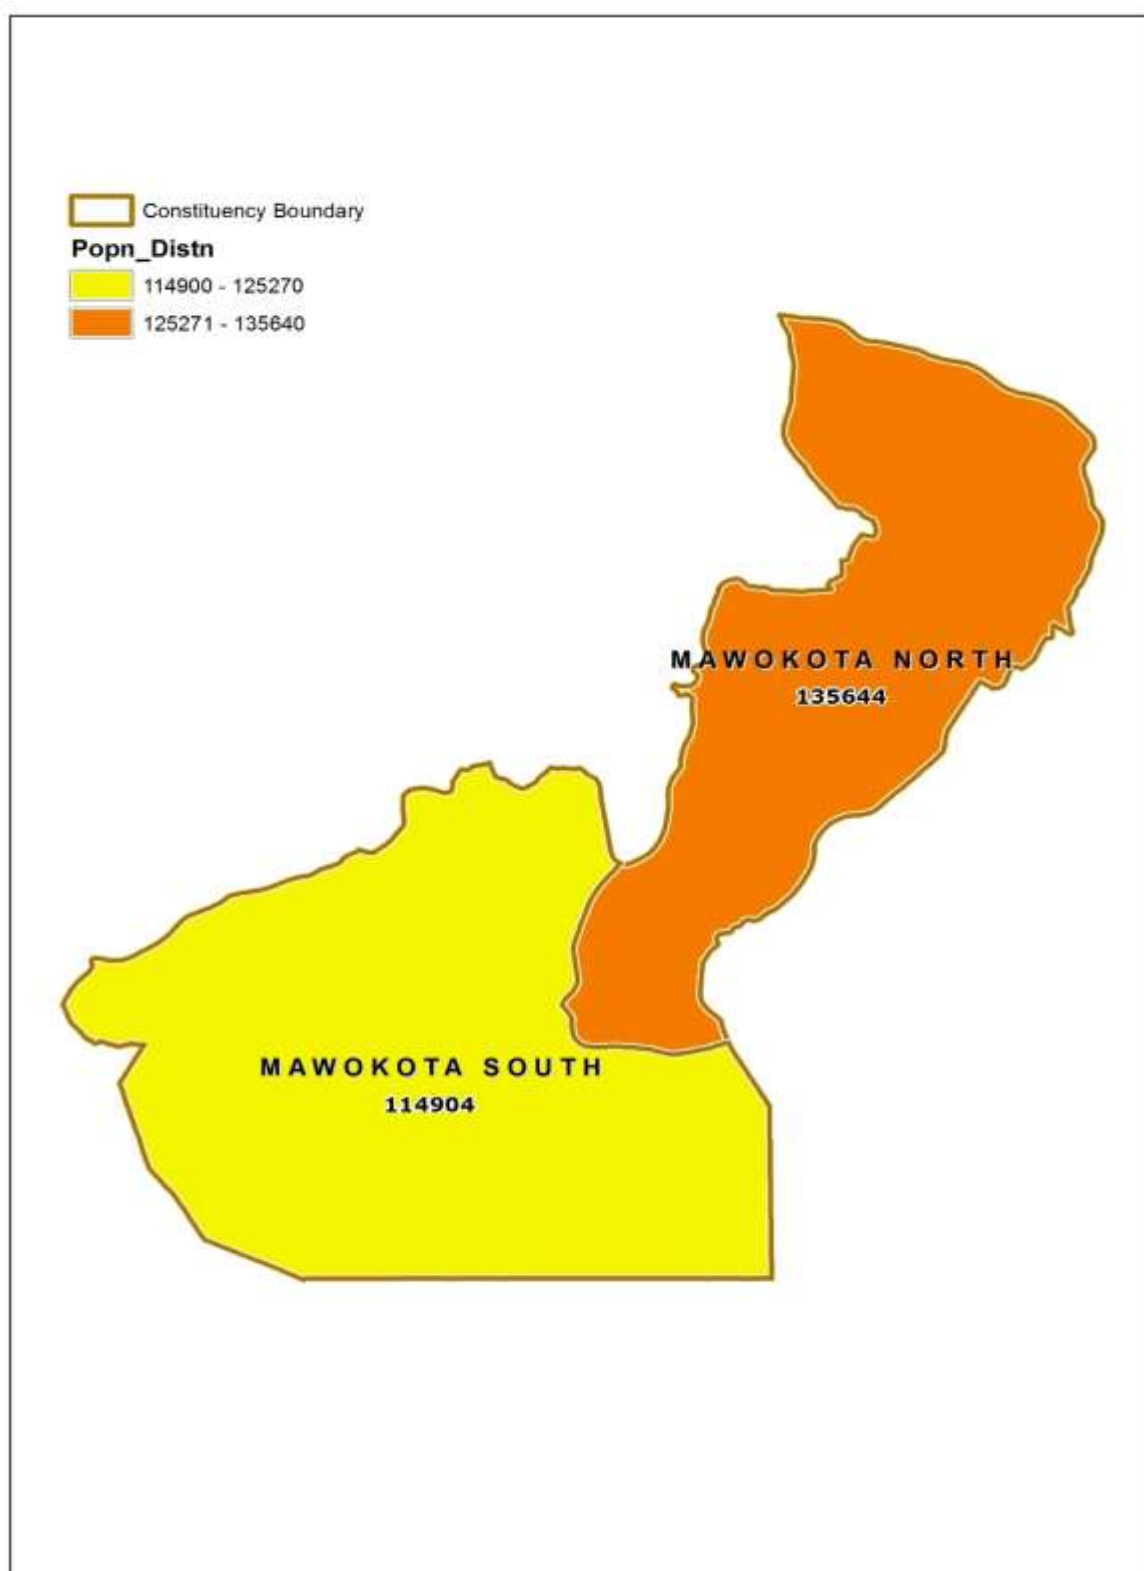 Constituency Boundary
Popn_Distn
114900 - 125270
125271 - 135640
MAWOKOTA NORTH
135644
MAWOKOTA SOUTH
114904